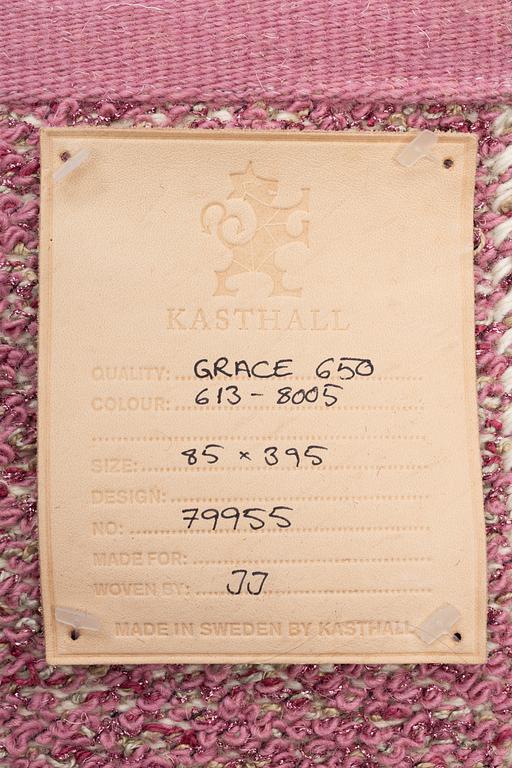 KASTHALL
QUALITY: GRACE 650
COLOUR: 613-8005
SIZE: 85 x 395
DESIGN:
NO: 79955
MADE FOR:
WOVEN BY: JJ
MADE IN SWEDEN BY KASTHALL